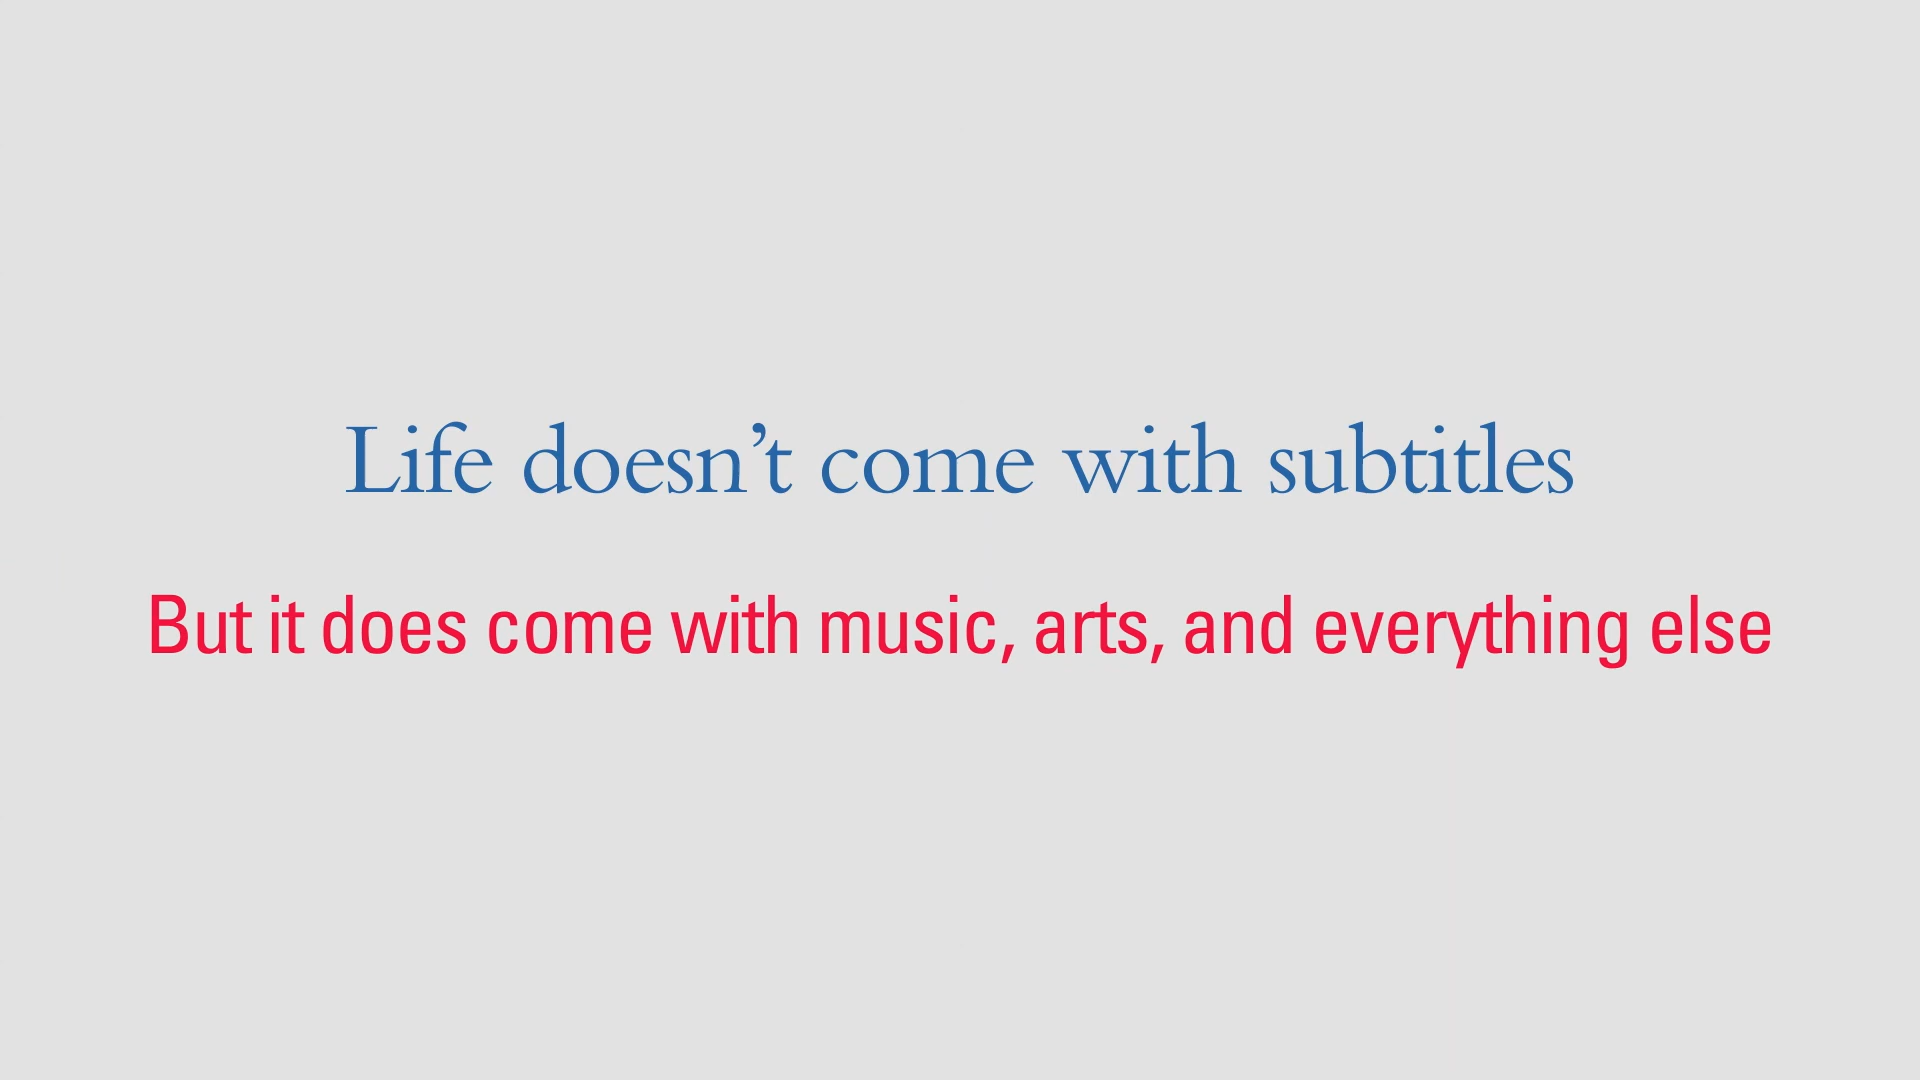 Life doesn’t come with subtitles
But it does come with music, arts, and everything else